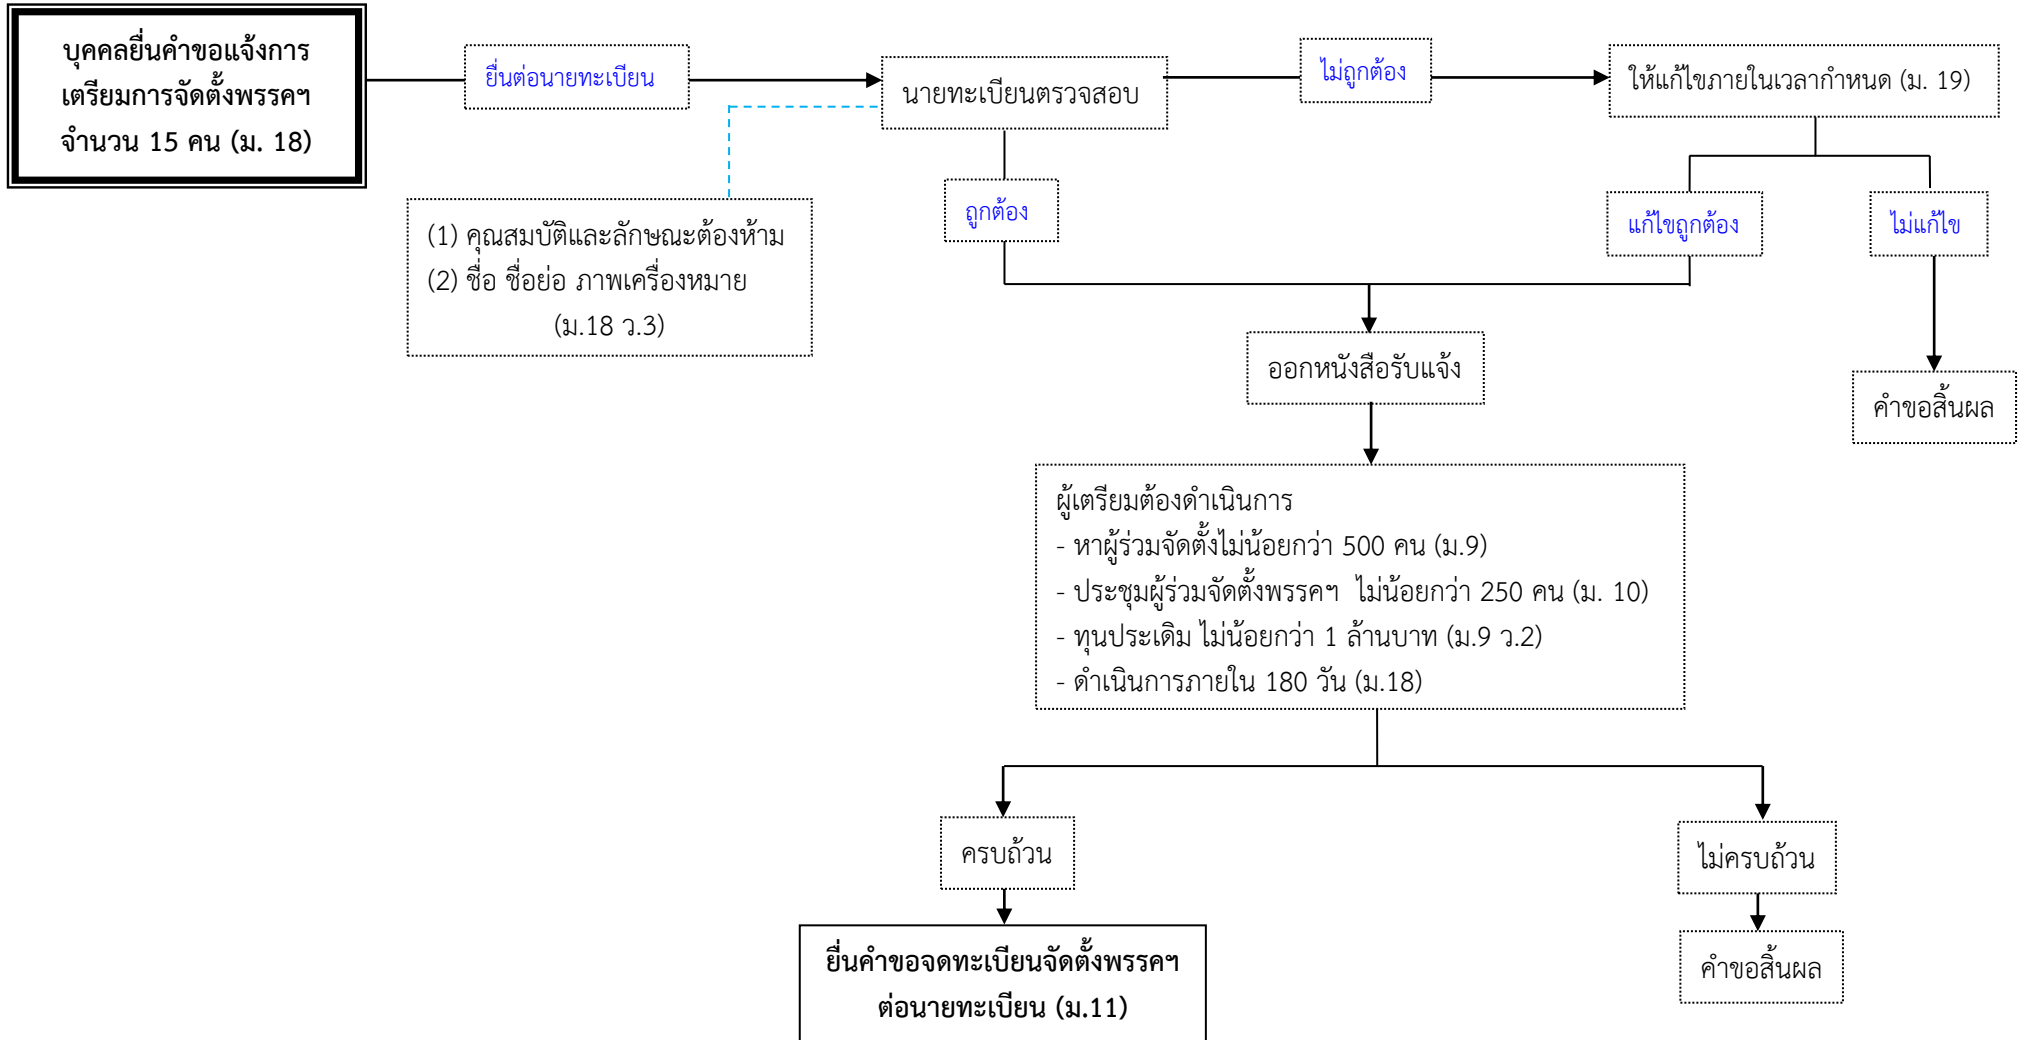 บุคคลยื่นคำขอแจ้งการ
เตรียมการจัดตั้งพรรคฯ
จำนวน 15 คน (ม. 18)
ยื่นต่อนายทะเบียน
นายทะเบียนตรวจสอบ
ไม่ถูกต้อง
ให้แก้ไขภายในเวลากำหนด (ม. 19)
(1) คุณสมบัติและลักษณะต้องห้าม
(2) ชื่อ ชื่อย่อ ภาพเครื่องหมาย
(ม.18 ว.3)
ถูกต้อง
แก้ไขถูกต้อง
ไม่แก้ไข
ออกหนังสือรับแจ้ง
คำขอสิ้นผล
ผู้เตรียมต้องดำเนินการ
- หาผู้ร่วมจัดตั้งไม่น้อยกว่า 500 คน (ม.9)
- ประชุมผู้ร่วมจัดตั้งพรรคฯ ไม่น้อยกว่า 250 คน (ม. 10)
- ทุนประเดิม ไม่น้อยกว่า 1 ล้านบาท (ม.9 ว.2)
- ดำเนินการภายใน 180 วัน (ม.18)
ครบถ้วน
ไม่ครบถ้วน
ยื่นคำขอจดทะเบียนจัดตั้งพรรคฯ
ต่อนายทะเบียน (ม.11)
คำขอสิ้นผล